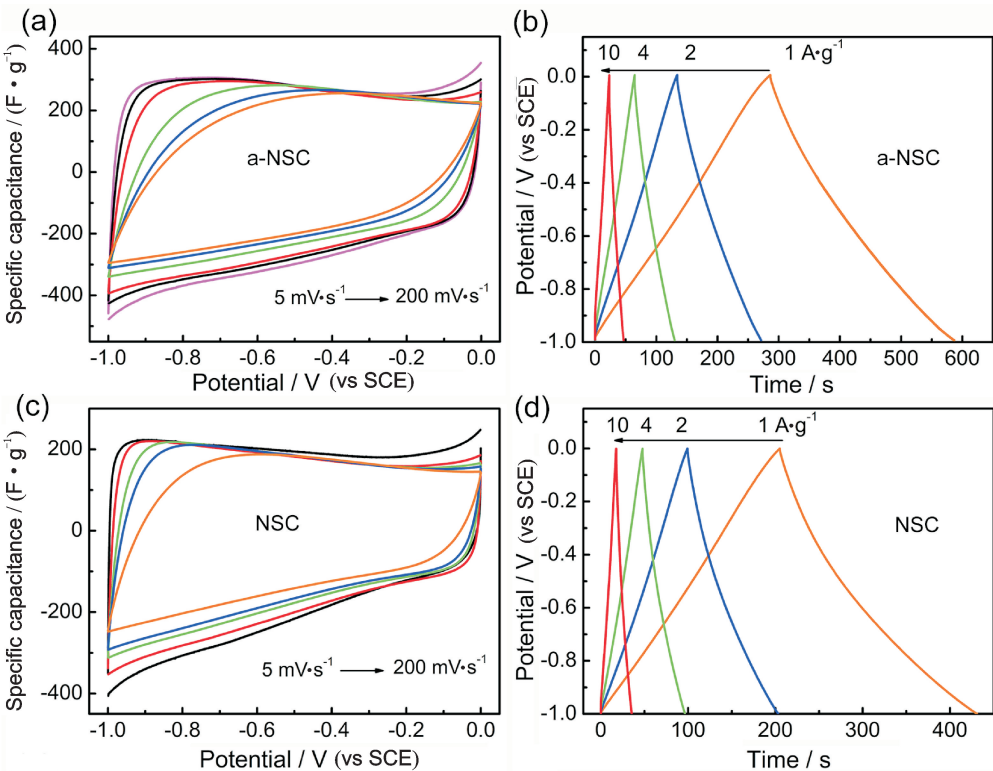 (a)
Specific capacitance / (F • g⁻¹)
400
200
0
-200
-400
a-NSC
5 mV•s⁻¹ → 200 mV•s⁻¹
-1.0 -0.8 -0.6 -0.4 -0.2 0.0
Potential / V (vs SCE)
(b)
Potential / V (vs SCE)
10 4 2 1 A•g⁻¹
0.0
-0.2
-0.4
-0.6
-0.8
-1.0
a-NSC
0 100 200 300 400 500 600
Time / s
(c)
Specific capacitance / (F • g⁻¹)
200
0
-200
-400
NSC
5 mV•s⁻¹ → 200 mV•s⁻¹
-1.0 -0.8 -0.6 -0.4 -0.2 0.0
Potential / V (vs SCE)
(d)
Potential / V (vs SCE)
10 4 2 1 A•g⁻¹
0.0
-0.2
-0.4
-0.6
-0.8
-1.0
NSC
0 100 200 300 400
Time / s